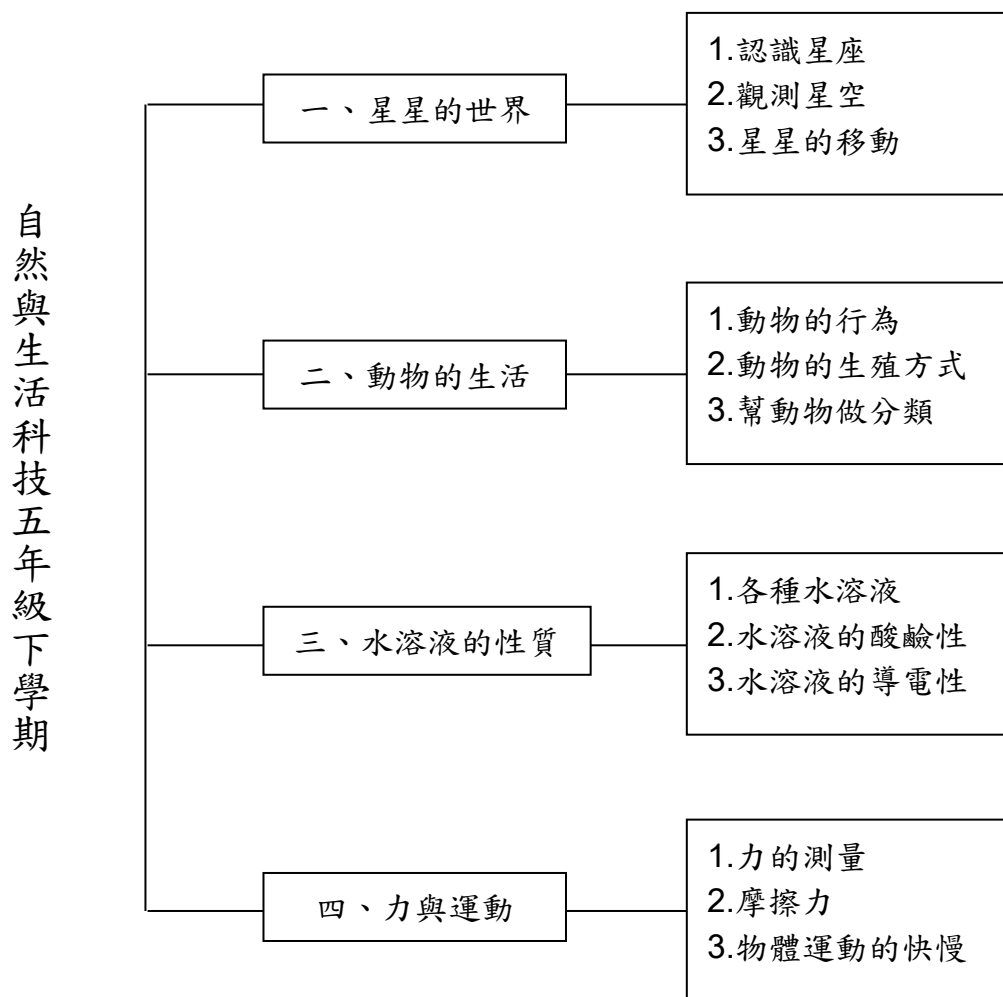 自然與生活科技五年級下學期
一、星星的世界
1.認識星座
2.觀測星空
3.星星的移動
二、動物的生活
1.動物的行為
2.動物的生殖方式
3.幫動物做分類
三、水溶液的性質
1.各種水溶液
2.水溶液的酸鹼性
3.水溶液的導電性
四、力與運動
1.力的測量
2.摩擦力
3.物體運動的快慢